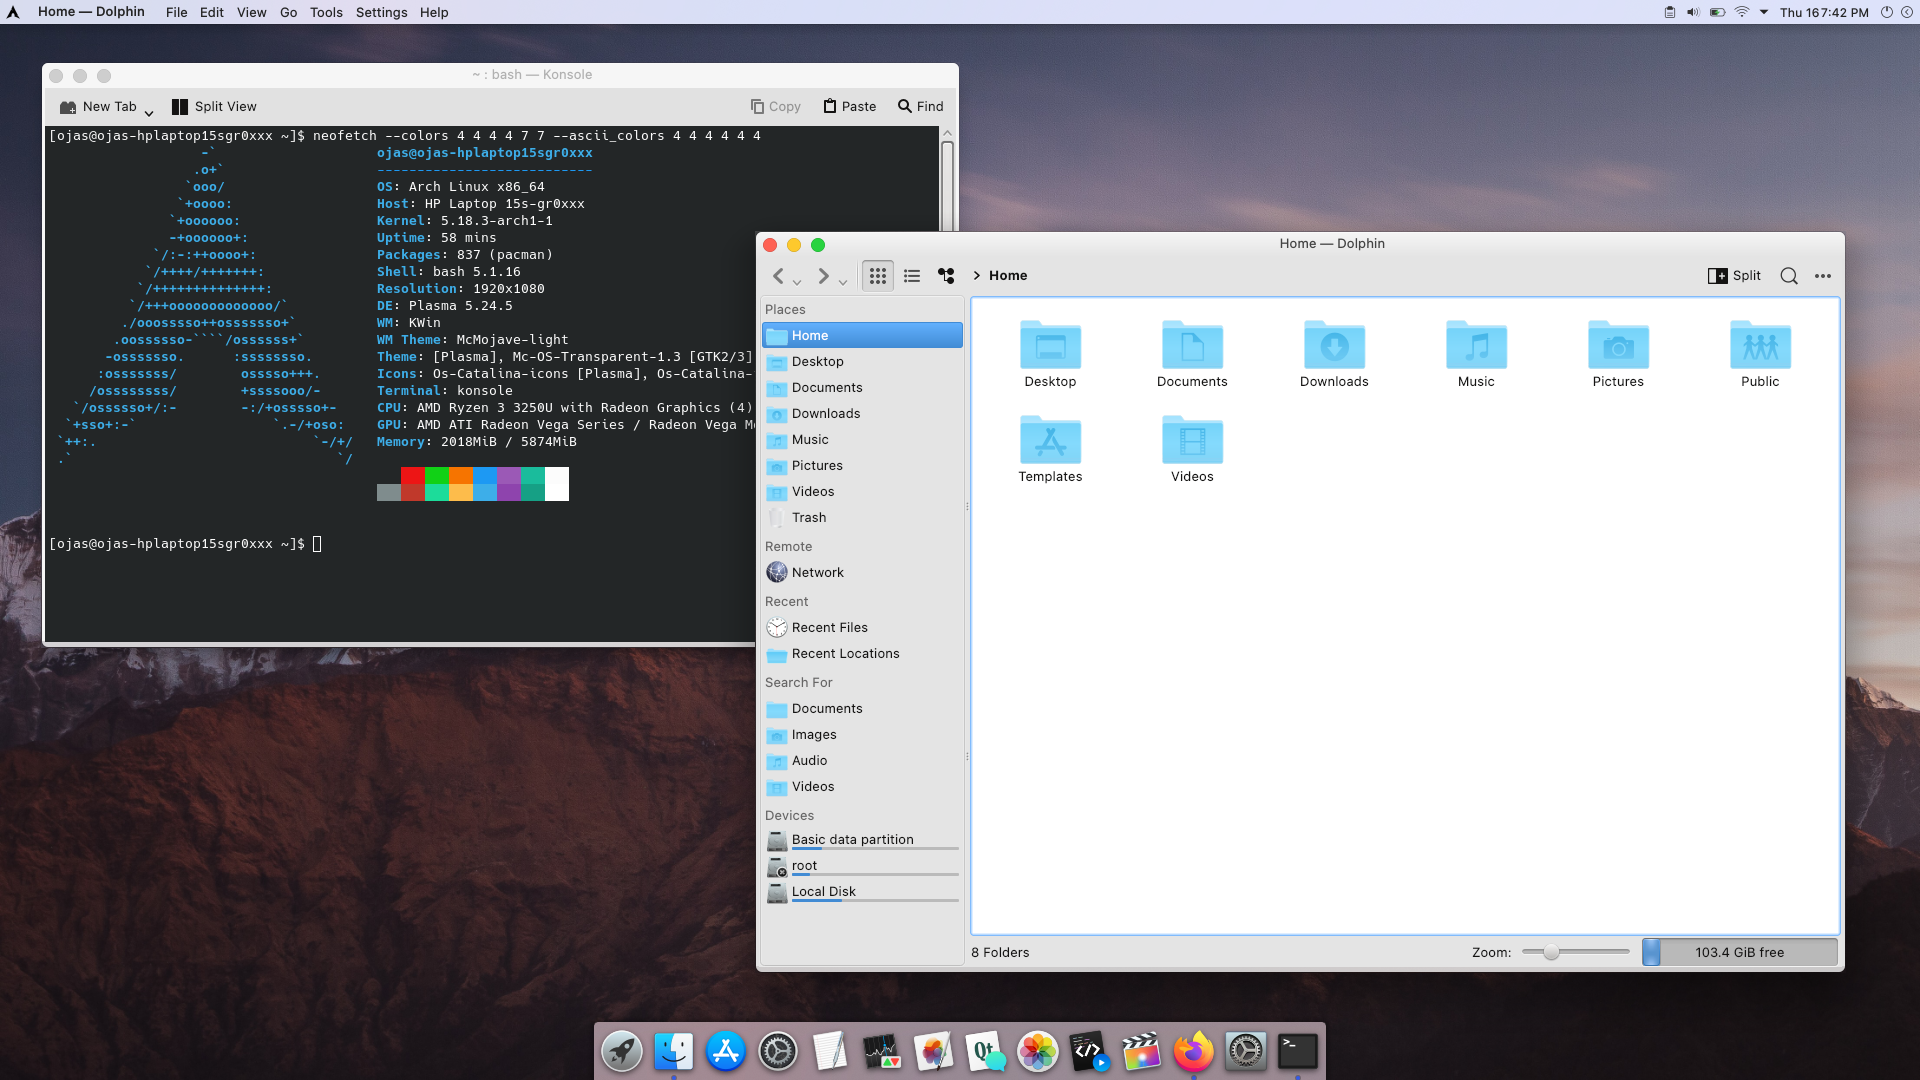 Home — Dolphin File Edit View Go Tools Settings Help
Thu 16 7:42 PM
~ : bash — Konsole
New Tab Split View Copy Paste Find
[ojas@ojas-hplaptop15sgr0xxx ~]$ neofetch --colors 4 4 4 4 7 7 --ascii_colors 4 4 4 4 4 4
ojas@ojas-hplaptop15sgr0xxx
---------------------------
OS: Arch Linux x86_64
Host: HP Laptop 15s-gr0xxx
Kernel: 5.18.3-arch1-1
Uptime: 58 mins
Packages: 837 (pacman)
Shell: bash 5.1.16
Resolution: 1920x1080
DE: Plasma 5.24.5
WM: KWin
WM Theme: McMojave-light
Theme: [Plasma], Mc-OS-Transparent-1.3 [GTK2/3]
Icons: Os-Catalina-icons [Plasma], Os-Catalina-
Terminal: konsole
CPU: AMD Ryzen 3 3250U with Radeon Graphics (4)
GPU: AMD ATI Radeon Vega Series / Radeon Vega M
Memory: 2018MiB / 5874MiB
[ojas@ojas-hplaptop15sgr0xxx ~]$
Home — Dolphin
Home
Split
Places
Home
Desktop
Documents
Downloads
Music
Pictures
Videos
Trash
Remote
Network
Recent
Recent Files
Recent Locations
Search For
Documents
Images
Audio
Videos
Devices
Basic data partition
root
Local Disk
Desktop Documents Downloads Music Pictures Public
Templates Videos
8 Folders
Zoom:
103.4 GiB free
Qt